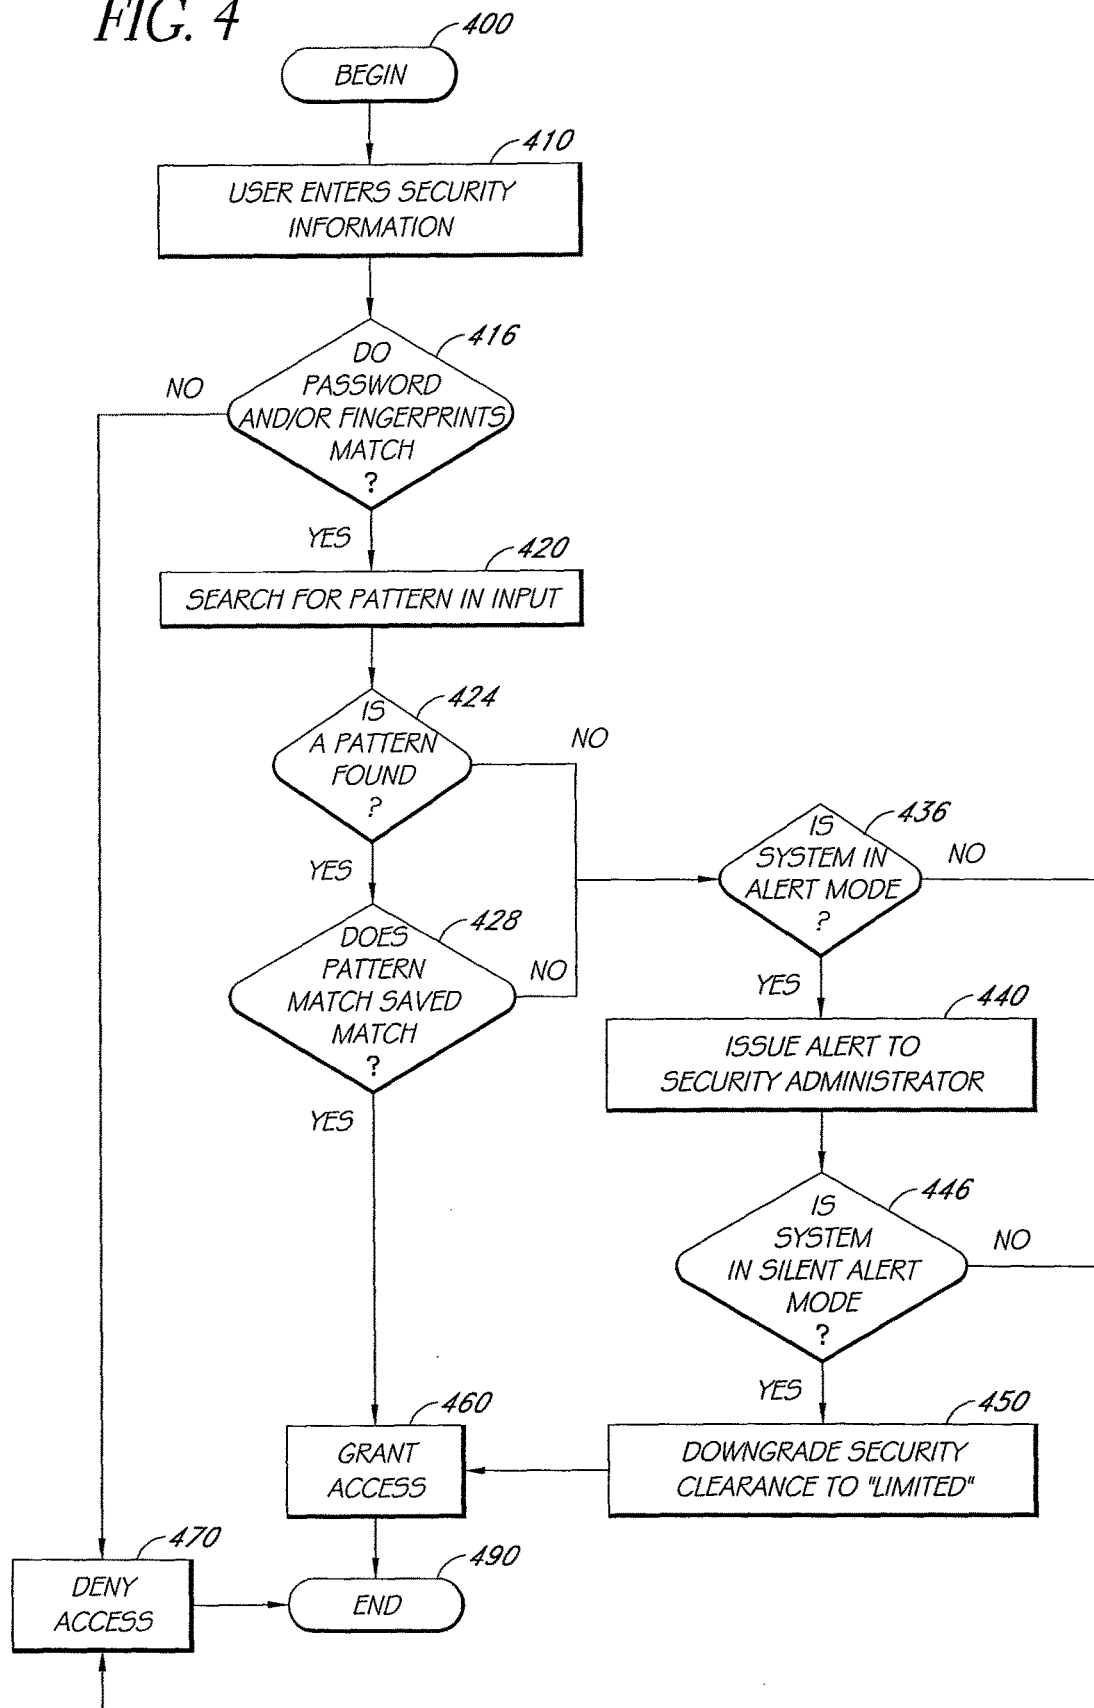 FIG. 4
400
BEGIN
410
USER ENTERS SECURITY
INFORMATION
416
DO
PASSWORD
AND/OR FINGERPRINTS
MATCH
?
NO
YES
420
SEARCH FOR PATTERN IN INPUT
424
IS
A PATTERN
FOUND
?
NO
YES
428
DOES
PATTERN
MATCH SAVED
MATCH
?
NO
YES
436
IS
SYSTEM IN
ALERT MODE
?
NO
YES
440
ISSUE ALERT TO
SECURITY ADMINISTRATOR
446
IS
SYSTEM
IN SILENT ALERT
MODE
?
NO
YES
450
DOWNGRADE SECURITY
CLEARANCE TO "LIMITED"
460
GRANT
ACCESS
470
DENY
ACCESS
490
END